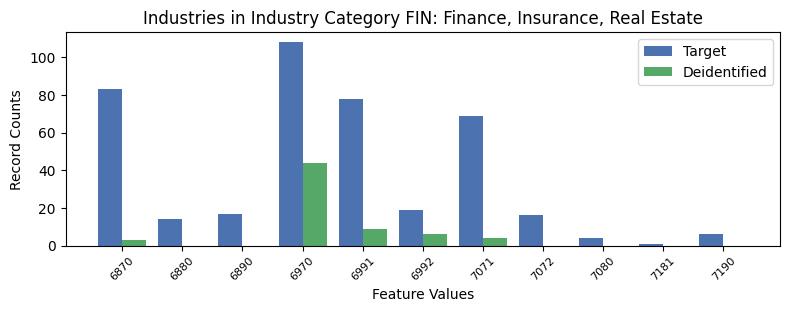 Industries in Industry Category FIN: Finance, Insurance, Real Estate
Target
Deidentified
Record Counts
100
80
60
40
20
0
6870 6880 6890 6970 6991 6992 7071 7072 7080 7181 7190
Feature Values